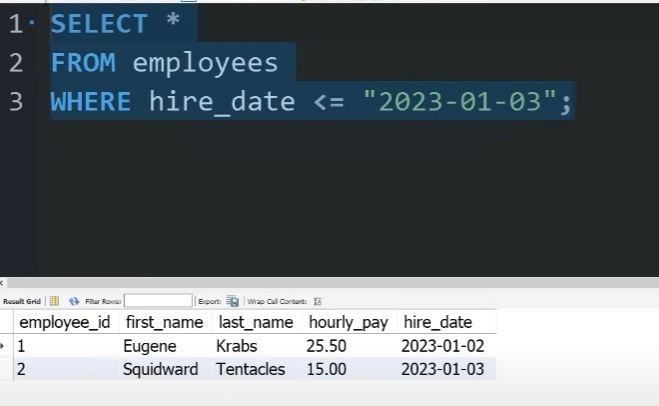 1 SELECT *
2 FROM employees
3 WHERE hire_date <= "2023-01-03";
Result Grid Filter Rows: Export: Wrap Cell Content:
employee_id first_name last_name hourly_pay hire_date
1 Eugene Krabs 25.50 2023-01-02
2 Squidward Tentacles 15.00 2023-01-03